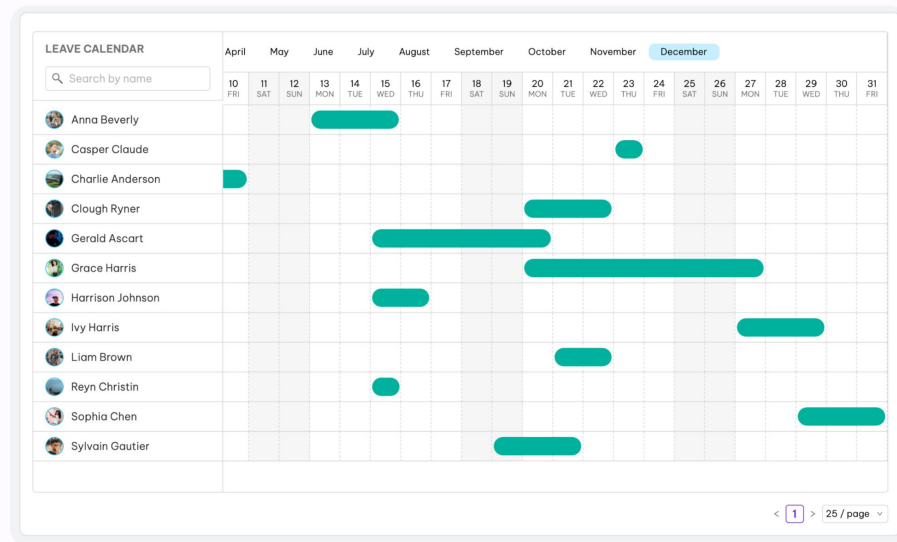 LEAVE CALENDAR
April May June July August September October November December
Search by name
10 11 12 13 14 15 16 17 18 19 20 21 22 23 24 25 26 27 28 29 30 31
FRI SAT SUN MON TUE WED THU FRI SAT SUN MON TUE WED THU FRI SAT SUN MON TUE WED THU FRI
Anna Beverly
Casper Claude
Charlie Anderson
Clough Ryner
Gerald Ascart
Grace Harris
Harrison Johnson
Ivy Harris
Liam Brown
Reyn Christin
Sophia Chen
Sylvain Gautier
< 1 > 25 / page